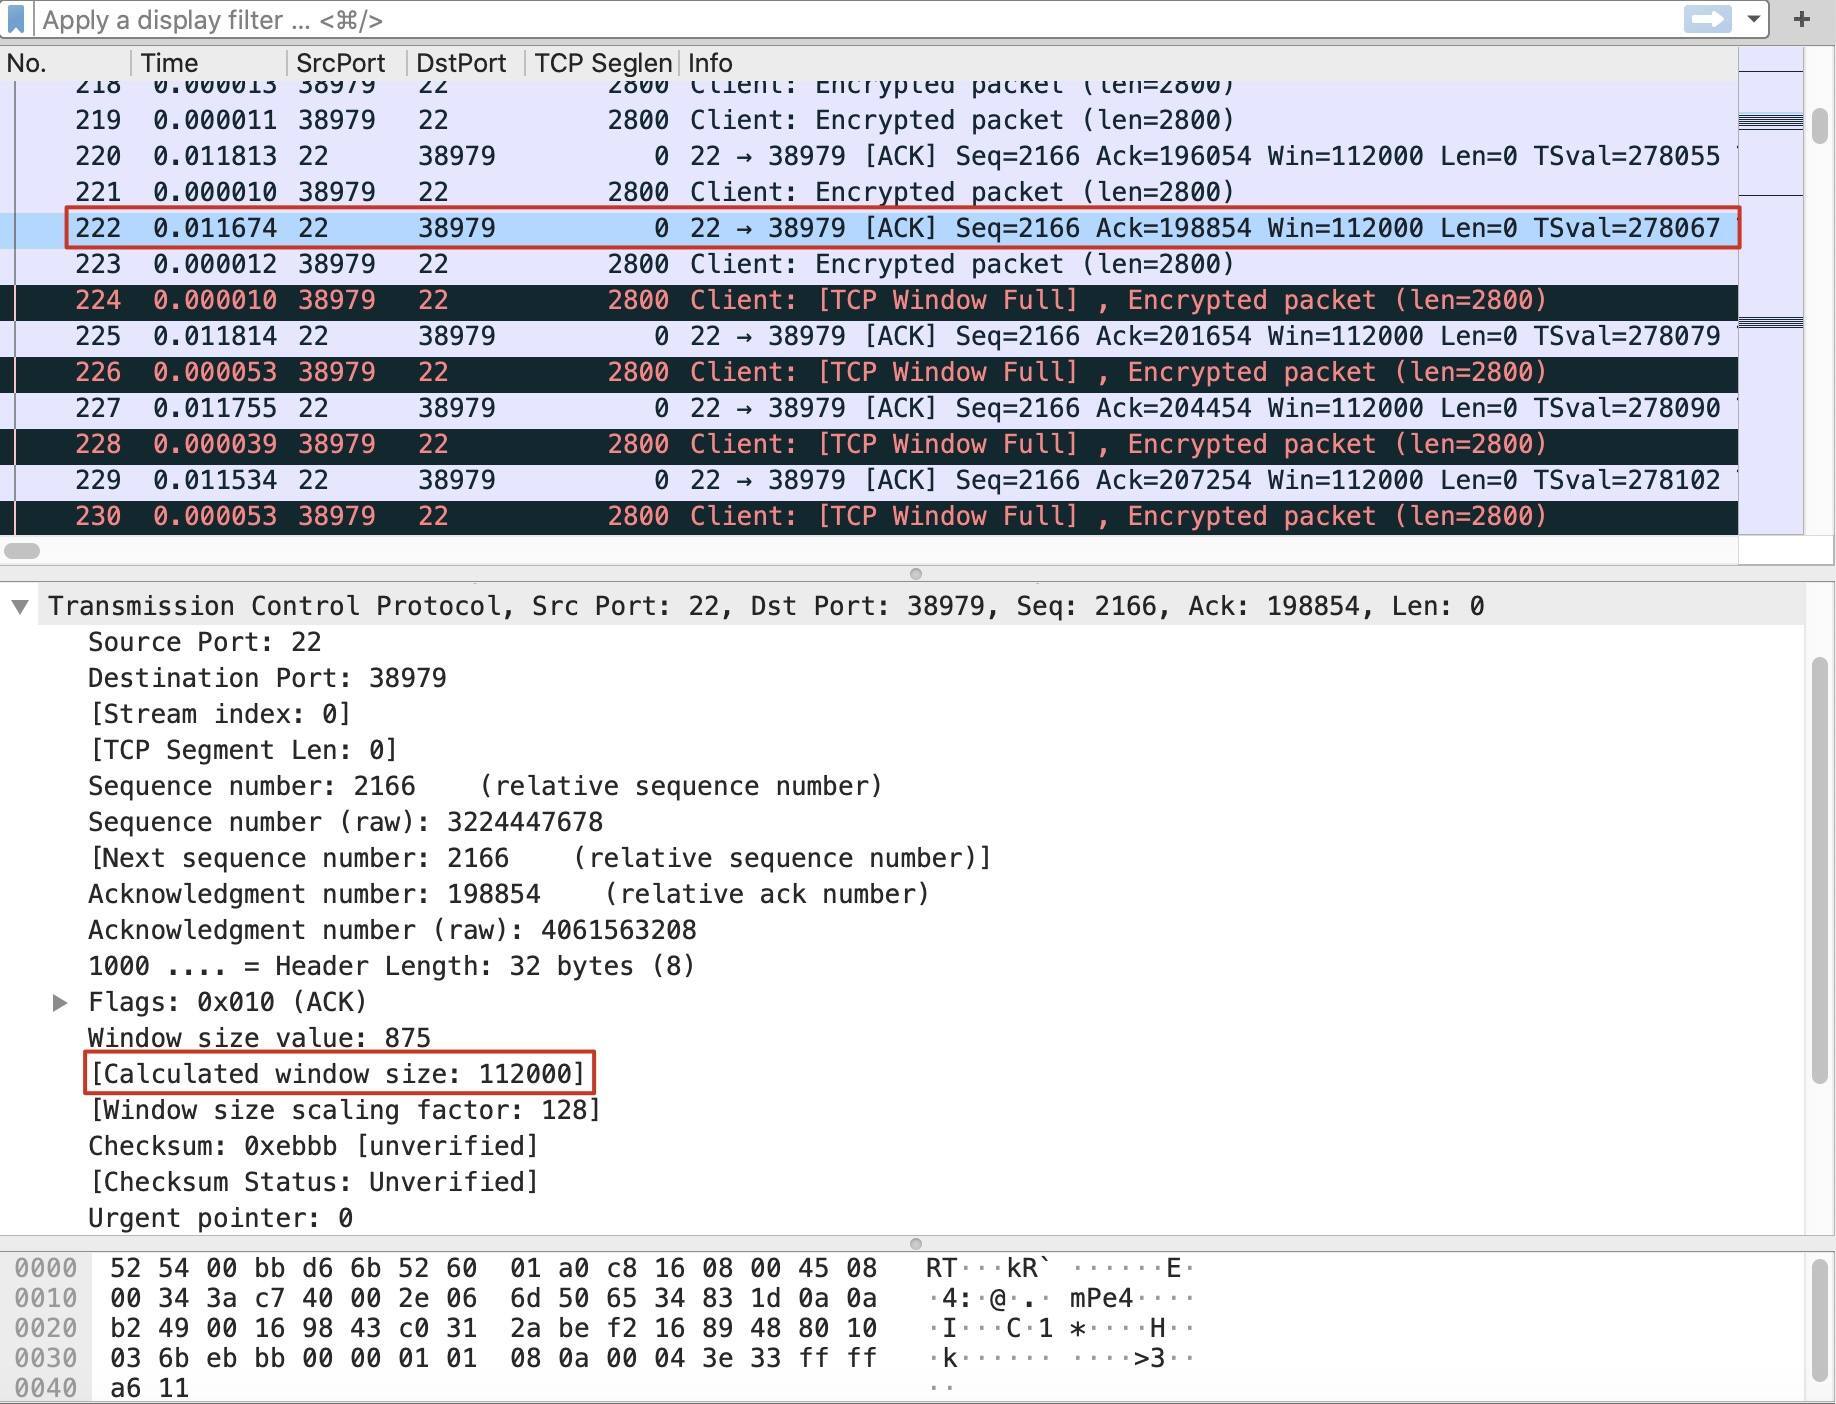 Apply a display filter ... <⌘/>
No. Time SrcPort DstPort TCP Seglen Info
218 0.000013 38979 22 2800 Client: Encrypted packet (len=2800)
219 0.000011 38979 22 2800 Client: Encrypted packet (len=2800)
220 0.011813 22 38979 0 22 → 38979 [ACK] Seq=2166 Ack=196054 Win=112000 Len=0 TSval=278055
221 0.000010 38979 22 2800 Client: Encrypted packet (len=2800)
222 0.011674 22 38979 0 22 → 38979 [ACK] Seq=2166 Ack=198854 Win=112000 Len=0 TSval=278067
223 0.000012 38979 22 2800 Client: Encrypted packet (len=2800)
224 0.000010 38979 22 2800 Client: [TCP Window Full] , Encrypted packet (len=2800)
225 0.011814 22 38979 0 22 → 38979 [ACK] Seq=2166 Ack=201654 Win=112000 Len=0 TSval=278079
226 0.000053 38979 22 2800 Client: [TCP Window Full] , Encrypted packet (len=2800)
227 0.011755 22 38979 0 22 → 38979 [ACK] Seq=2166 Ack=204454 Win=112000 Len=0 TSval=278090
228 0.000039 38979 22 2800 Client: [TCP Window Full] , Encrypted packet (len=2800)
229 0.011534 22 38979 0 22 → 38979 [ACK] Seq=2166 Ack=207254 Win=112000 Len=0 TSval=278102
230 0.000053 38979 22 2800 Client: [TCP Window Full] , Encrypted packet (len=2800)
Transmission Control Protocol, Src Port: 22, Dst Port: 38979, Seq: 2166, Ack: 198854, Len: 0
Source Port: 22
Destination Port: 38979
[Stream index: 0]
[TCP Segment Len: 0]
Sequence number: 2166 (relative sequence number)
Sequence number (raw): 3224447678
[Next sequence number: 2166 (relative sequence number)]
Acknowledgment number: 198854 (relative ack number)
Acknowledgment number (raw): 4061563208
1000 .... = Header Length: 32 bytes (8)
Flags: 0x010 (ACK)
Window size value: 875
[Calculated window size: 112000]
[Window size scaling factor: 128]
Checksum: 0xebbb [unverified]
[Checksum Status: Unverified]
Urgent pointer: 0
0000 52 54 00 bb d6 6b 52 60 01 a0 c8 16 08 00 45 08 RT···kR` ······E·
0010 00 34 3a c7 40 00 2e 06 6d 50 65 34 83 1d 0a 0a ·4:·@·.· mPe4····
0020 b2 49 00 16 98 43 c0 31 2a be f2 16 89 48 80 10 ·I···C·1 *····H··
0030 03 6b eb bb 00 00 01 01 08 0a 00 04 3e 33 ff ff ·k······ ····>3··
0040 a6 11 ··